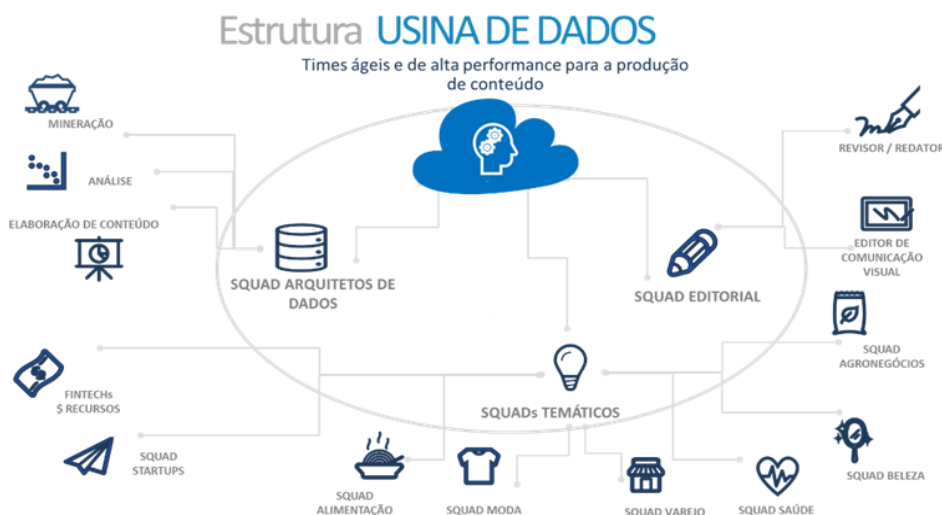 Estrutura USINA DE DADOS
Times ágeis e de alta performance para a produção
de conteúdo
MINERAÇÃO
ANÁLISE
ELABORAÇÃO DE CONTEÚDO
SQUAD ARQUITETOS DE
DADOS
SQUAD EDITORIAL
REVISOR / REDATOR
EDITOR DE
COMUNICAÇÃO
VISUAL
SQUAD
AGRONEGÓCIOS
FINTECHs
$ RECURSOS
SQUADs TEMÁTICOS
SQUAD
STARTUPS
SQUAD
ALIMENTAÇÃO
SQUAD MODA
SQUAD VAREJO
SQUAD SAÚDE
SQUAD BELEZA